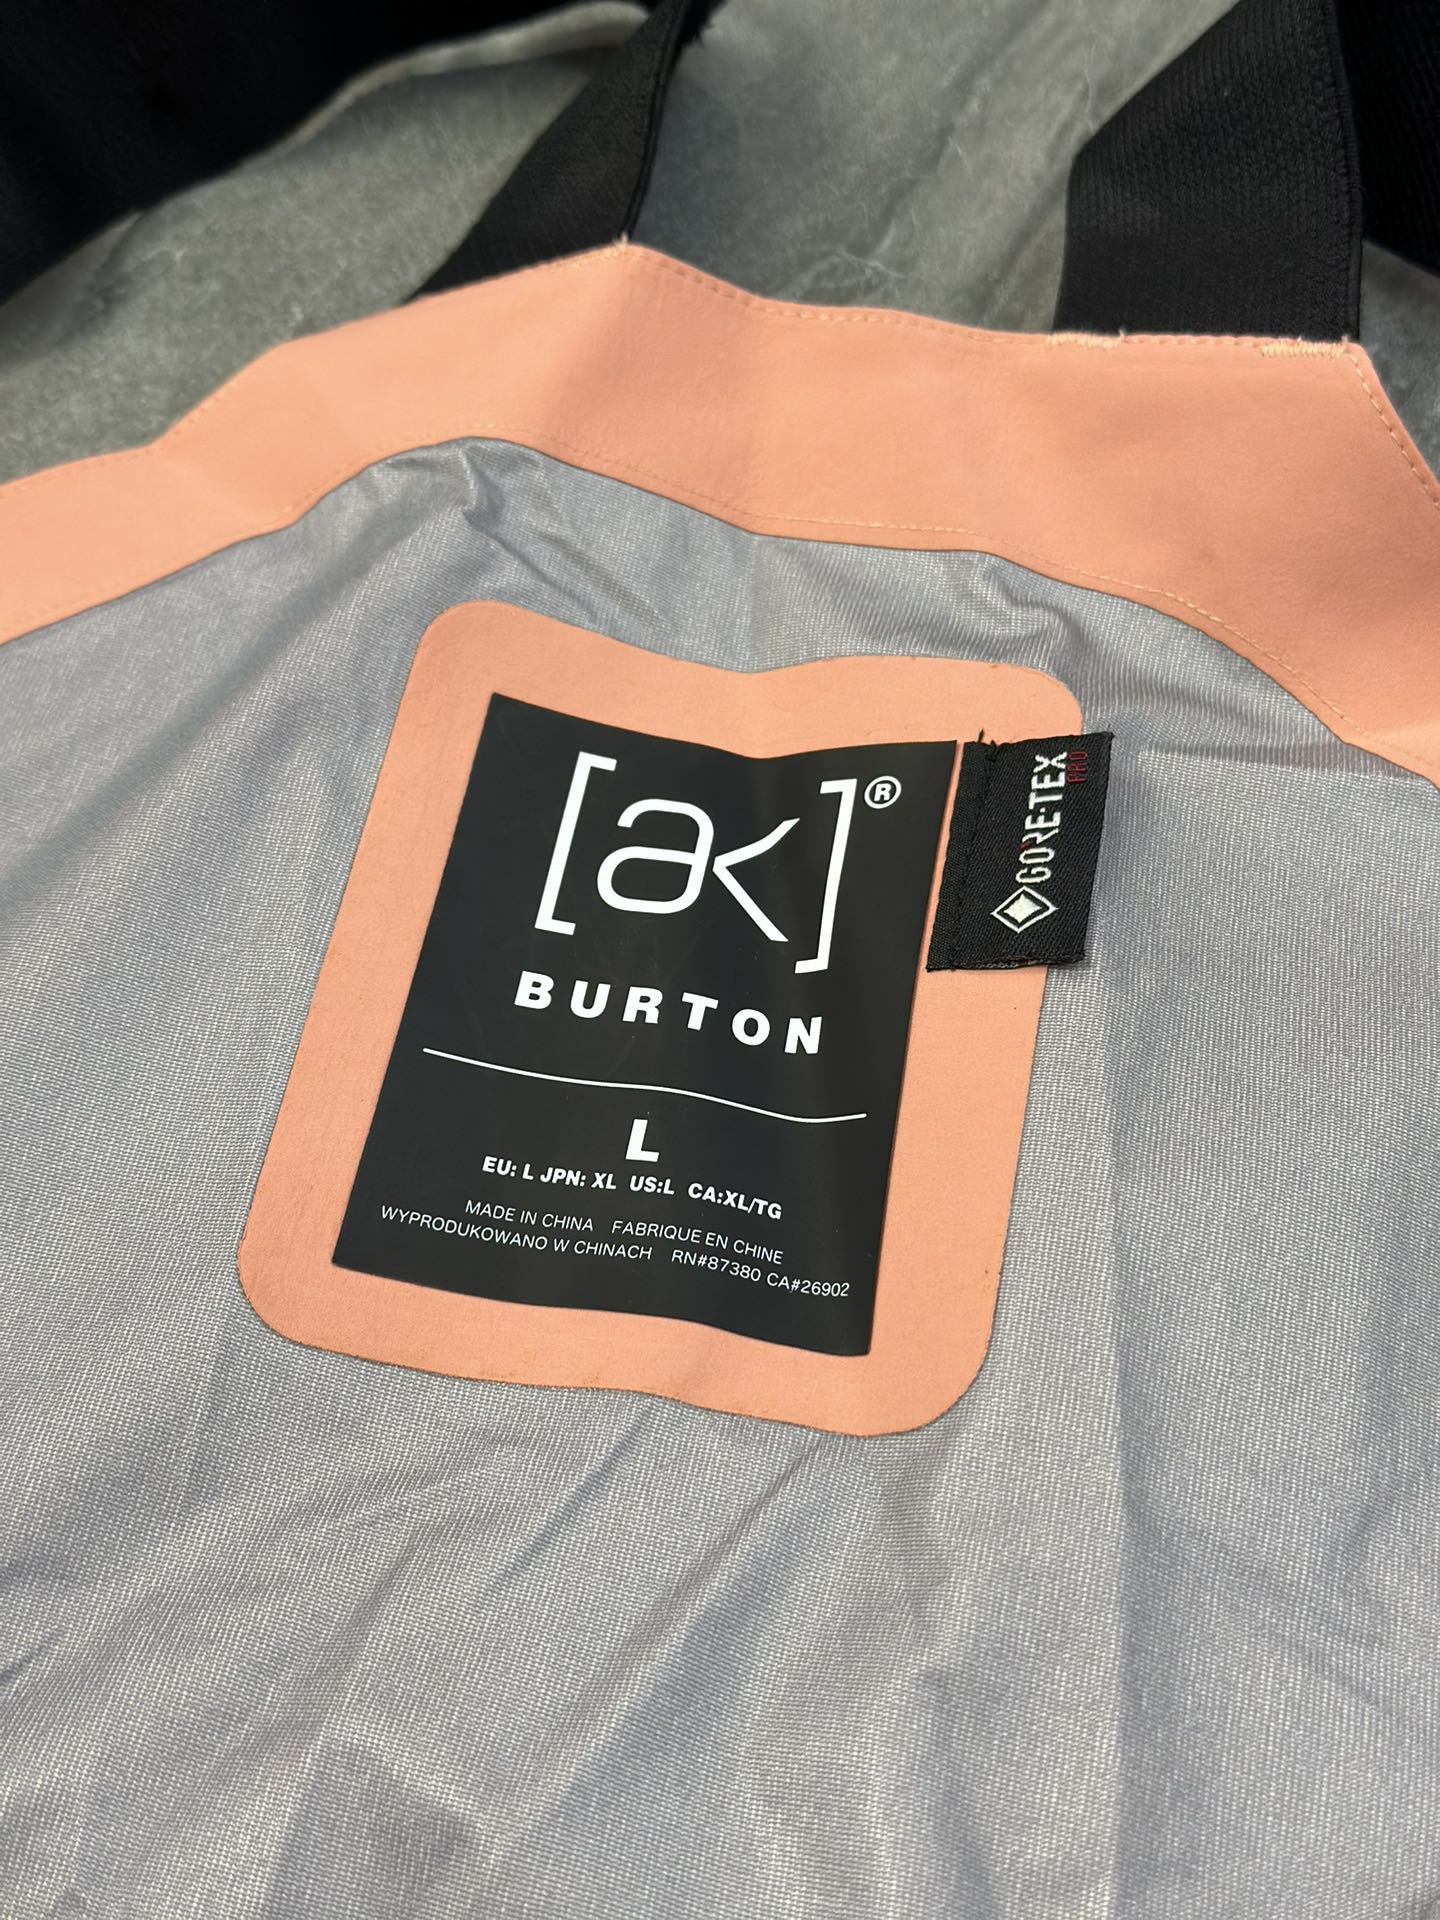 [ak]®
BURTON
L
EU: L JPN: XL US:L CA:XL/TG
MADE IN CHINA FABRIQUE EN CHINE
WYPRODUKOWANO W CHINACH RN#87380 CA#26902
GORE-TEX
PRO